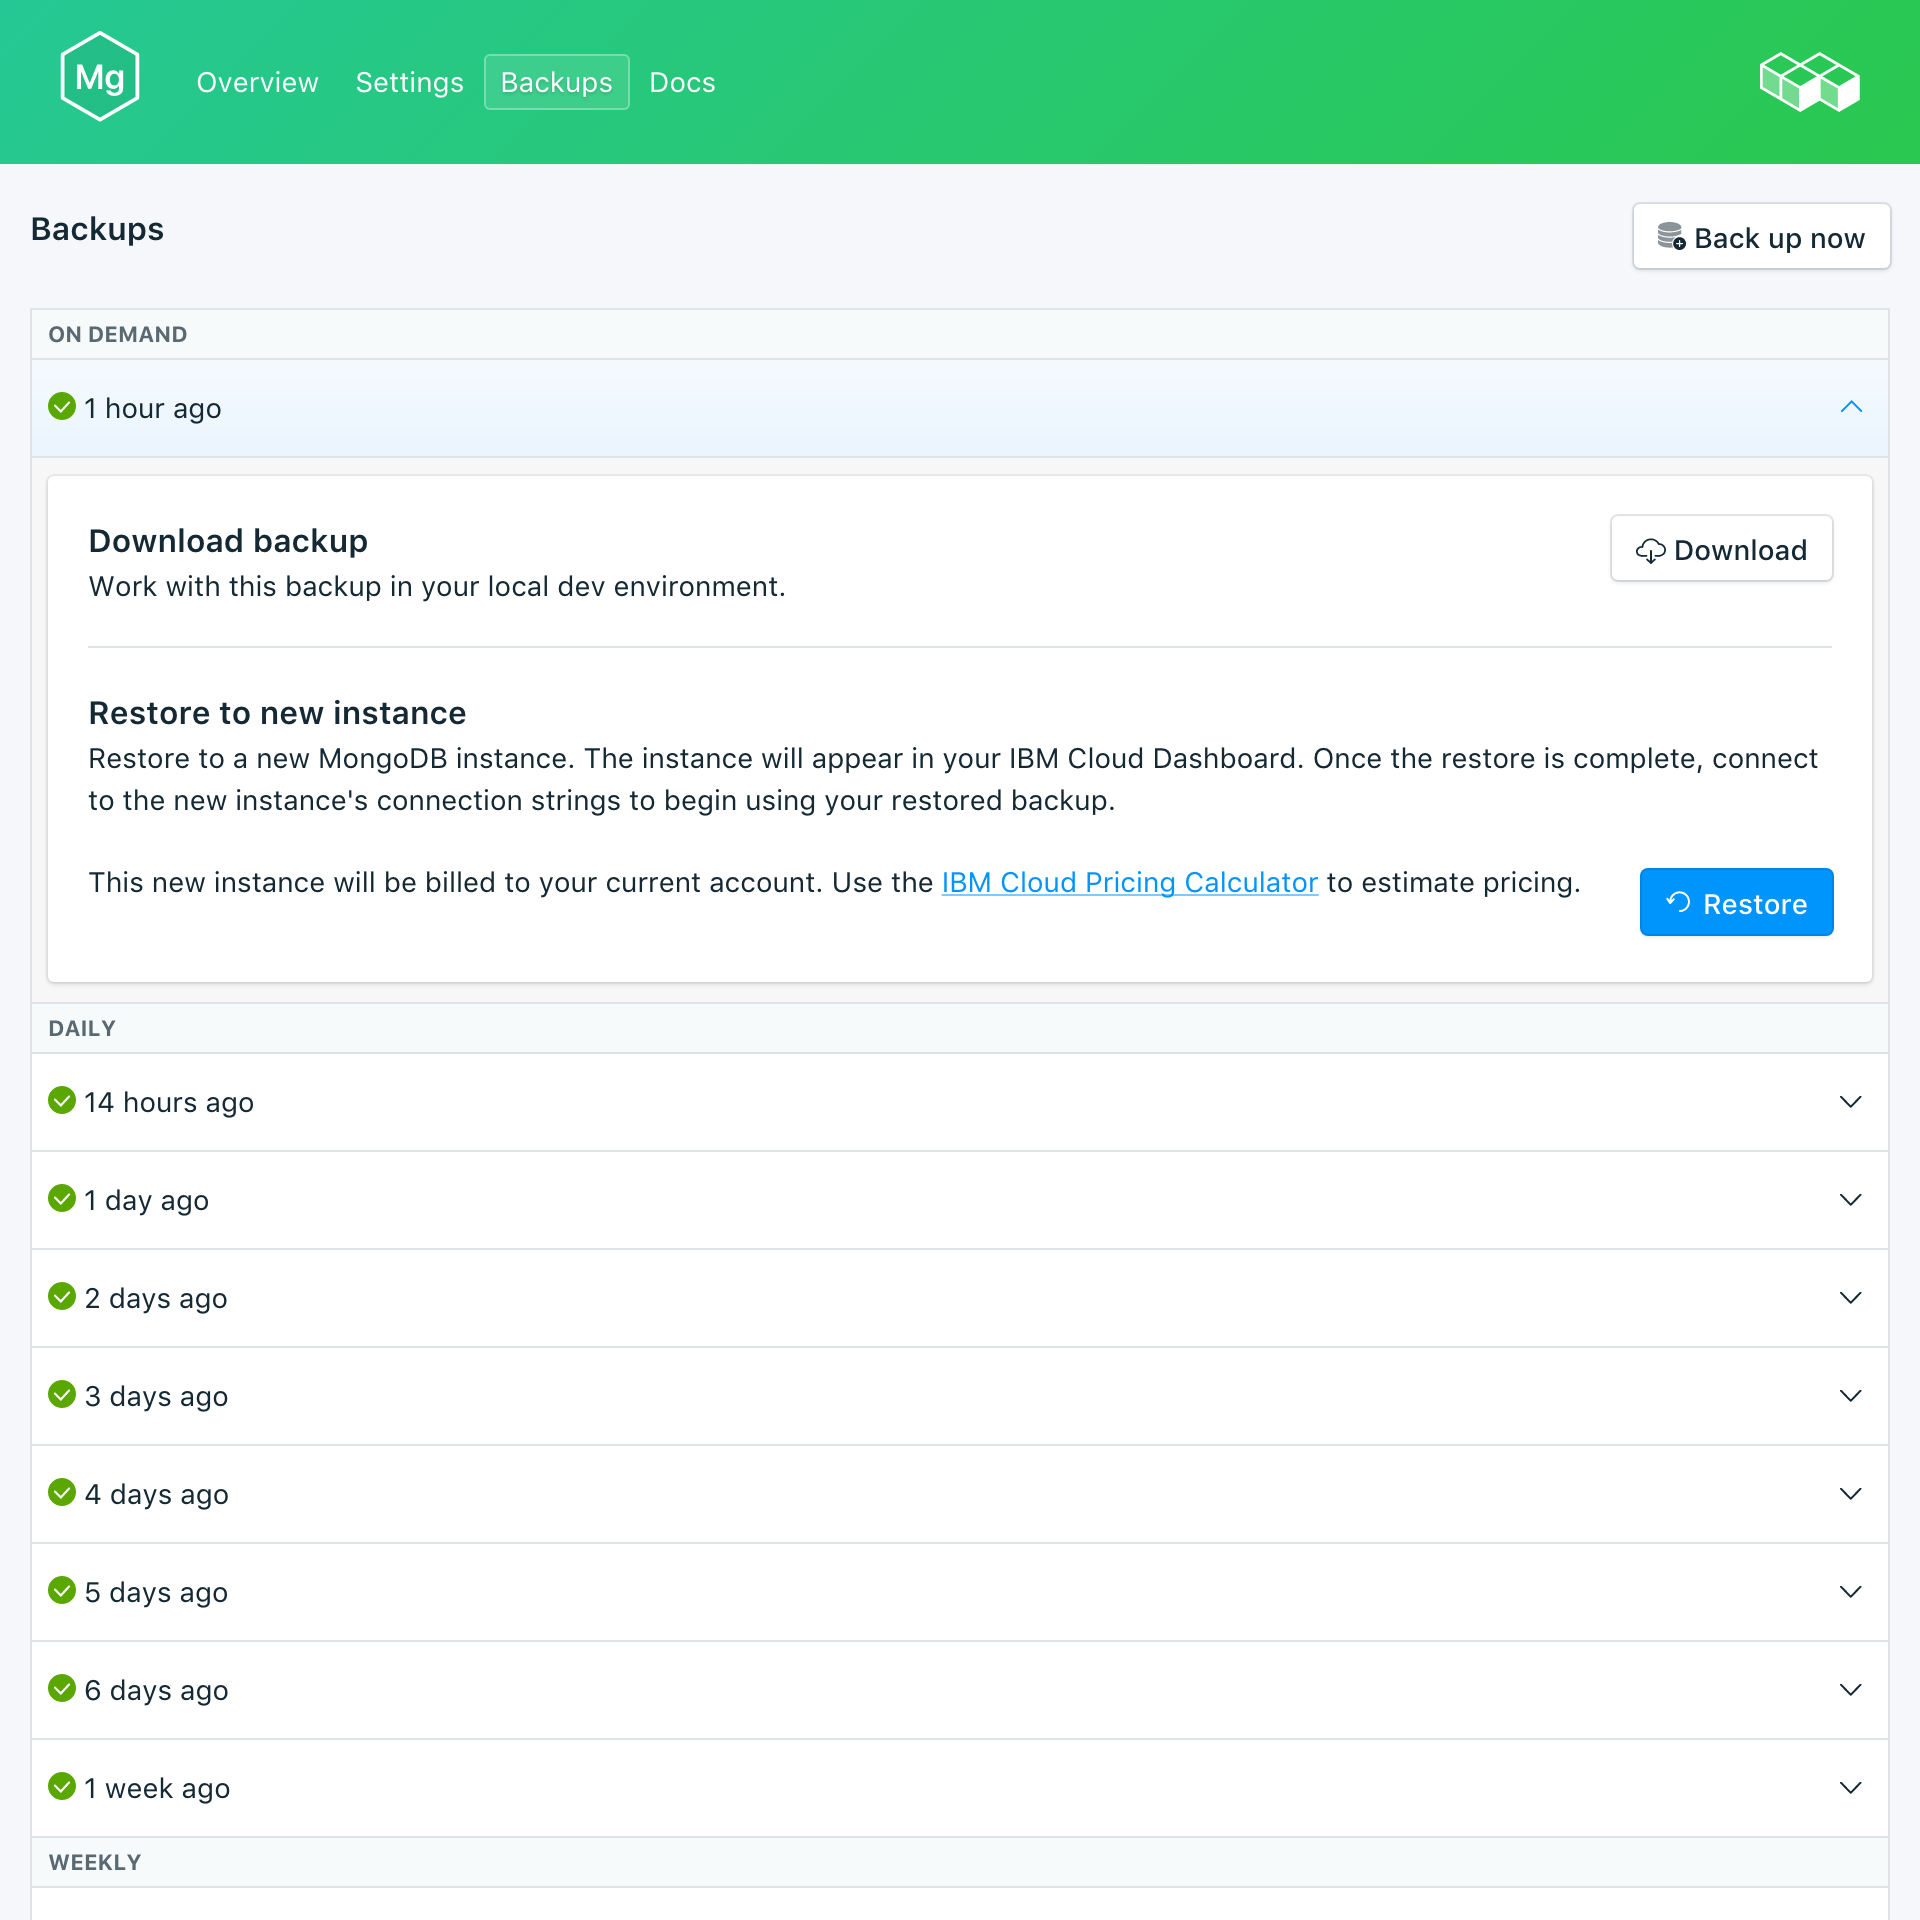 Mg
Overview Settings Backups Docs
Backups
Back up now
ON DEMAND
1 hour ago
Download backup
Download
Work with this backup in your local dev environment.
Restore to new instance
Restore to a new MongoDB instance. The instance will appear in your IBM Cloud Dashboard. Once the restore is complete, connect
to the new instance's connection strings to begin using your restored backup.
This new instance will be billed to your current account. Use the IBM Cloud Pricing Calculator to estimate pricing.
Restore
DAILY
14 hours ago
1 day ago
2 days ago
3 days ago
4 days ago
5 days ago
6 days ago
1 week ago
WEEKLY